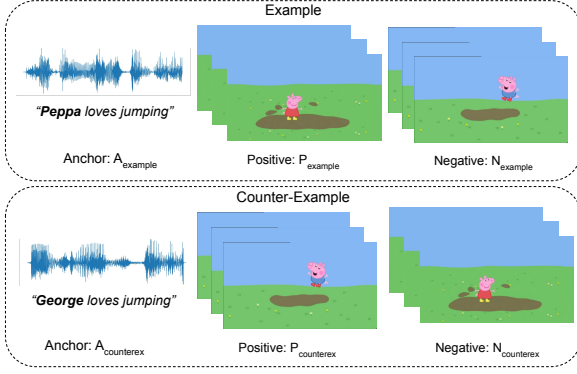 Example
“Peppa loves jumping”
Anchor: A_example
Positive: P_example
Negative: N_example
Counter-Example
“George loves jumping”
Anchor: A_counterex
Positive: P_counterex
Negative: N_counterex